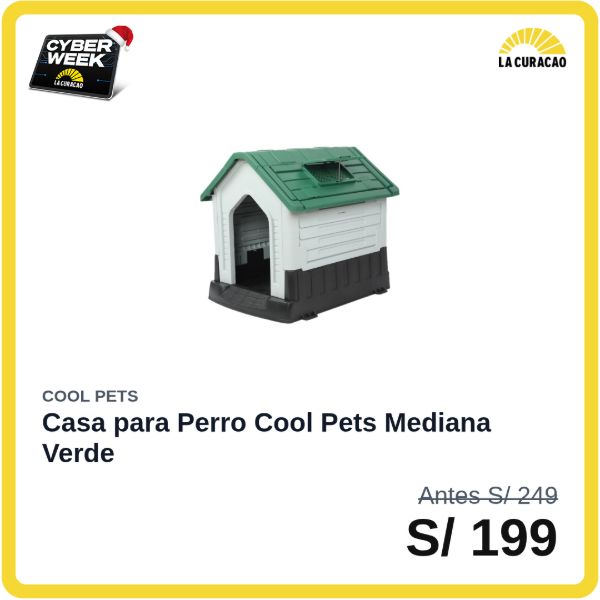 CYBER
WEEK
LA CURACAO
LA CURACAO
COOL PETS
Casa para Perro Cool Pets Mediana
Verde
Antes S/ 249
S/ 199